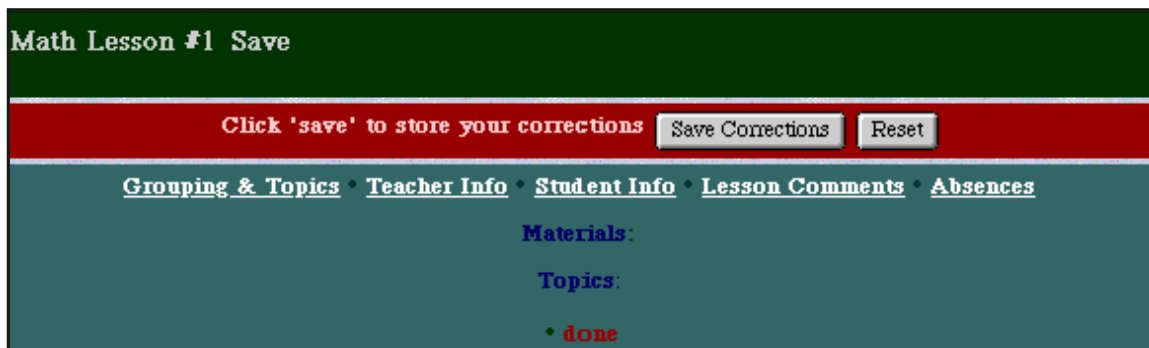 Math Lesson #1 Save
Click 'save' to store your corrections Save Corrections Reset
Grouping & Topics • Teacher Info • Student Info • Lesson Comments • Absences
Materials:
Topics:
• done